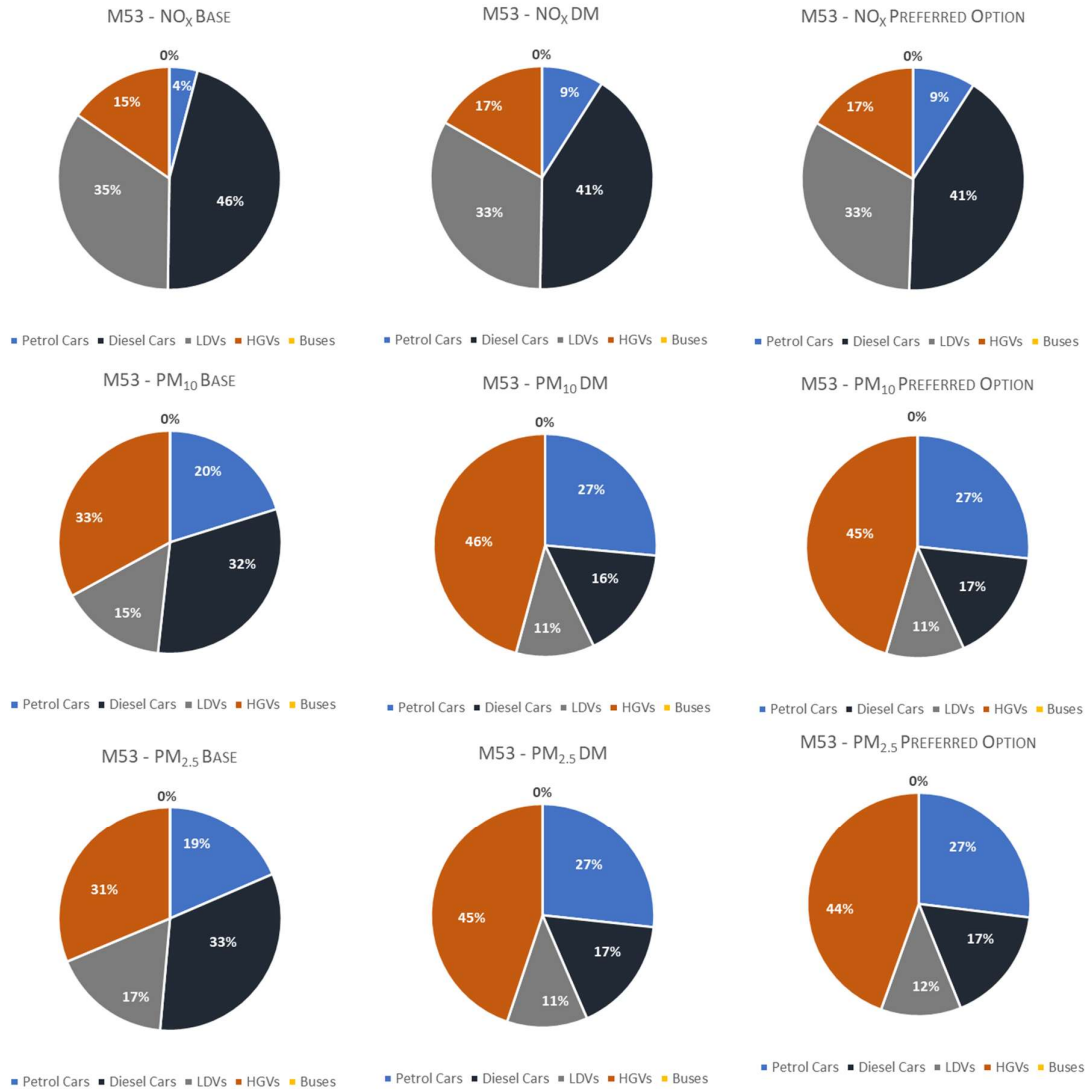 M53 - NOX BASE
0%
4%
15%
35%
46%
■ Petrol Cars ■ Diesel Cars ■ LDVs ■ HGVs ■ Buses
M53 - NOX DM
0%
9%
17%
33%
41%
■ Petrol Cars ■ Diesel Cars ■ LDVs ■ HGVs ■ Buses
M53 - NOX PREFERRED OPTION
0%
9%
17%
33%
41%
■ Petrol Cars ■ Diesel Cars ■ LDVs ■ HGVs ■ Buses
M53 - PM10 BASE
0%
20%
33%
32%
15%
■ Petrol Cars ■ Diesel Cars ■ LDVs ■ HGVs ■ Buses
M53 - PM10 DM
0%
27%
46%
16%
11%
■ Petrol Cars ■ Diesel Cars ■ LDVs ■ HGVs ■ Buses
M53 - PM10 PREFERRED OPTION
0%
27%
45%
17%
11%
■ Petrol Cars ■ Diesel Cars ■ LDVs ■ HGVs ■ Buses
M53 - PM2.5 BASE
0%
19%
31%
33%
17%
■ Petrol Cars ■ Diesel Cars ■ LDVs ■ HGVs ■ Buses
M53 - PM2.5 DM
0%
27%
45%
17%
11%
■ Petrol Cars ■ Diesel Cars ■ LDVs ■ HGVs ■ Buses
M53 - PM2.5 PREFERRED OPTION
0%
27%
44%
17%
12%
■ Petrol Cars ■ Diesel Cars ■ LDVs ■ HGVs ■ Buses